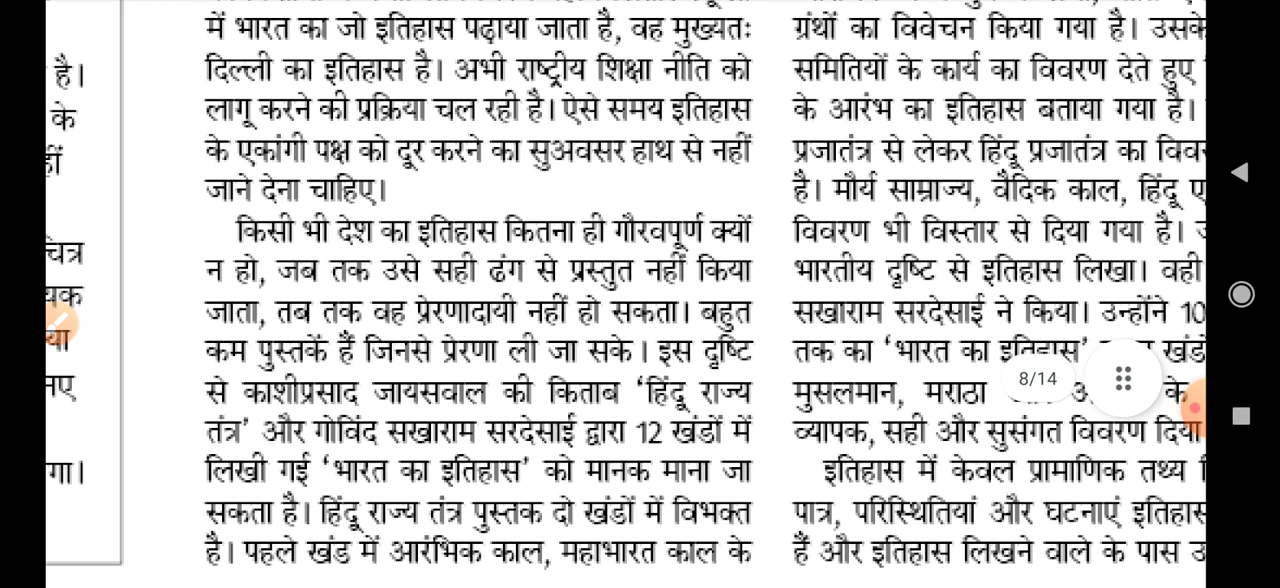 है।
के
चित्र
गा।
में भारत का जो इतिहास पढ़ाया जाता है, वह मुख्यतः
दिल्ली का इतिहास है। अभी राष्ट्रीय शिक्षा नीति को
लागू करने की प्रक्रिया चल रही है। ऐसे समय इतिहास
के एकांगी पक्ष को दूर करने का सुअवसर हाथ से नहीं
जाने देना चाहिए।
किसी भी देश का इतिहास कितना ही गौरवपूर्ण क्यों
न हो, जब तक उसे सही ढंग से प्रस्तुत नहीं किया
जाता, तब तक वह प्रेरणादायी नहीं हो सकता। बहुत
कम पुस्तकें हैं जिनसे प्रेरणा ली जा सके। इस दृष्टि
से काशीप्रसाद जायसवाल की किताब ‘हिंदू राज्य
तंत्र’ और गोविंद सखाराम सरदेसाई द्वारा 12 खंडों में
लिखी गई ‘भारत का इतिहास’ को मानक माना जा
सकता है। हिंदू राज्य तंत्र पुस्तक दो खंडों में विभक्त
है। पहले खंड में आरंभिक काल, महाभारत काल के
ग्रंथों का विवेचन किया गया है। उसके
समितियों के कार्य का विवरण देते हुए
के आरंभ का इतिहास बताया गया है।
प्रजातंत्र से लेकर हिंदू प्रजातंत्र का
है। मौर्य साम्राज्य, वैदिक काल, हिंदू
विवरण भी विस्तार से दिया गया है।
भारतीय दृष्टि से इतिहास लिखा। वही
सखाराम सरदेसाई ने किया। उन्होंने 10
तक का ‘भारत का इतिहास’ खंडों
मुसलमान, मराठा के
व्यापक, सही और सुसंगत विवरण दिया
इतिहास में केवल प्रामाणिक तथ्य
पात्र, परिस्थितियां और घटनाएं इतिहास
हैं और इतिहास लिखने वाले के पास
8/14